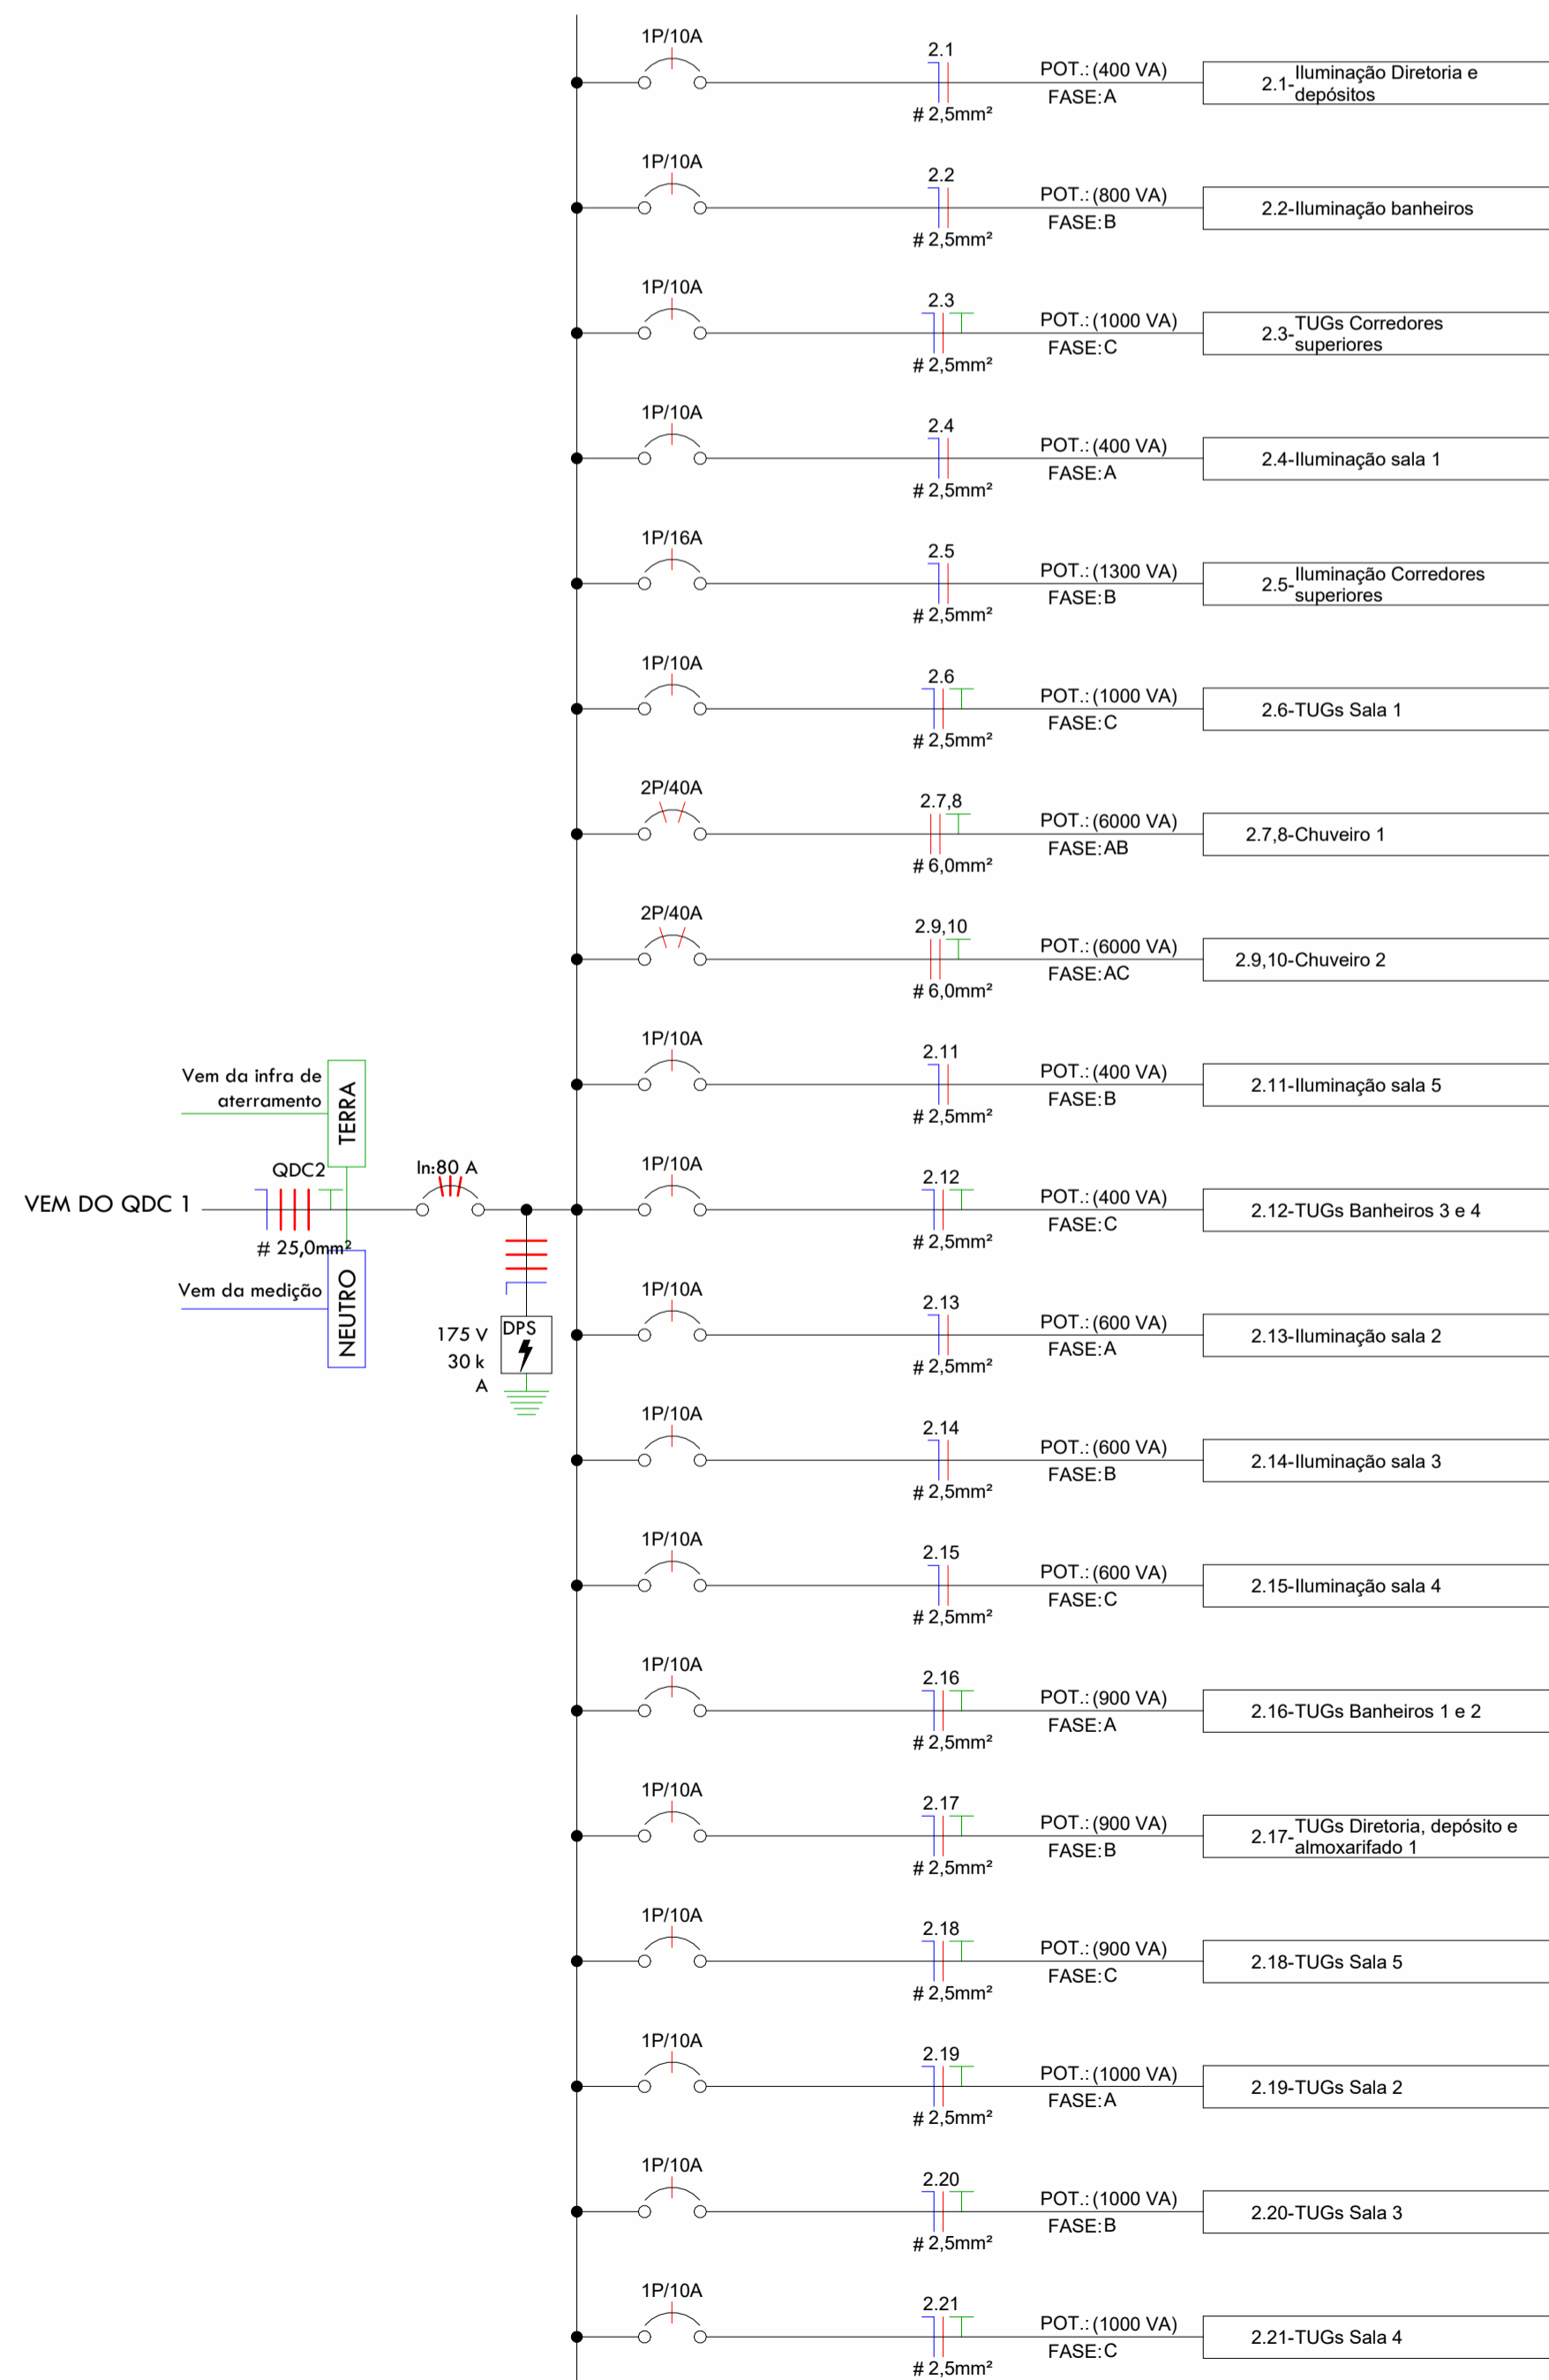 1P/10A
2.1
POT.: (400 VA)
FASE: A
# 2,5mm²
2.1-Iluminação Diretoria e
depósitos
1P/10A
2.2
POT.: (800 VA)
FASE: B
# 2,5mm²
2.2-Iluminação banheiros
1P/10A
2.3
POT.: (1000 VA)
FASE: C
# 2,5mm²
2.3-TUGs Corredores
superiores
1P/10A
2.4
POT.: (400 VA)
FASE: A
# 2,5mm²
2.4-Iluminação sala 1
1P/16A
2.5
POT.: (1300 VA)
FASE: B
# 2,5mm²
2.5-Iluminação Corredores
superiores
1P/10A
2.6
POT.: (1000 VA)
FASE: C
# 2,5mm²
2.6-TUGs Sala 1
2P/40A
2.7,8
POT.: (6000 VA)
FASE: AB
# 6,0mm²
2.7,8-Chuveiro 1
2P/40A
2.9,10
POT.: (6000 VA)
FASE: AC
# 6,0mm²
2.9,10-Chuveiro 2
1P/10A
2.11
POT.: (400 VA)
FASE: B
# 2,5mm²
2.11-Iluminação sala 5
Vem da infra de
aterramento
TERRA
QDC2
In:80 A
VEM DO QDC 1
# 25,0mm²
Vem da medição
NEUTRO
175 V
30 k
A
DPS
1P/10A
2.12
POT.: (400 VA)
FASE: C
# 2,5mm²
2.12-TUGs Banheiros 3 e 4
1P/10A
2.13
POT.: (600 VA)
FASE: A
# 2,5mm²
2.13-Iluminação sala 2
1P/10A
2.14
POT.: (600 VA)
FASE: B
# 2,5mm²
2.14-Iluminação sala 3
1P/10A
2.15
POT.: (600 VA)
FASE: C
# 2,5mm²
2.15-Iluminação sala 4
1P/10A
2.16
POT.: (900 VA)
FASE: A
# 2,5mm²
2.16-TUGs Banheiros 1 e 2
1P/10A
2.17
POT.: (900 VA)
FASE: B
# 2,5mm²
2.17-TUGs Diretoria, depósito e
almoxarifado 1
1P/10A
2.18
POT.: (900 VA)
FASE: C
# 2,5mm²
2.18-TUGs Sala 5
1P/10A
2.19
POT.: (1000 VA)
FASE: A
# 2,5mm²
2.19-TUGs Sala 2
1P/10A
2.20
POT.: (1000 VA)
FASE: B
# 2,5mm²
2.20-TUGs Sala 3
1P/10A
2.21
POT.: (1000 VA)
FASE: C
# 2,5mm²
2.21-TUGs Sala 4